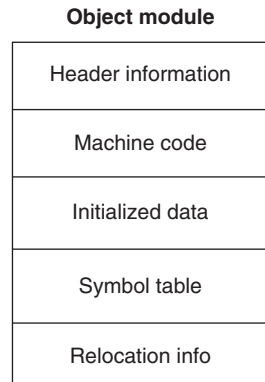 Object module
Header information
Machine code
Initialized data
Symbol table
Relocation info